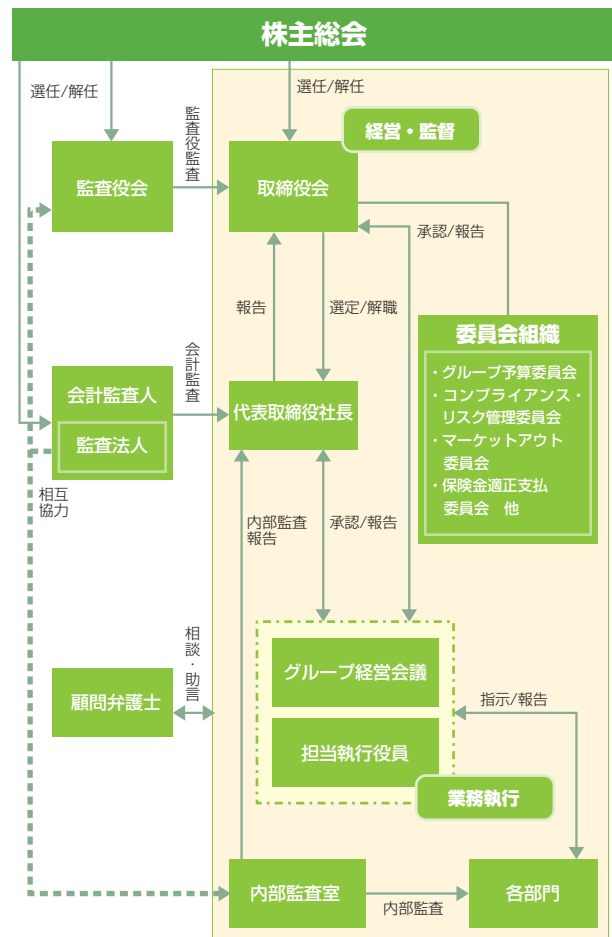 株主総会
選任/解任
選任/解任
経営・監督
監査役監査
監査役会
取締役会
承認/報告
報告
選定/解職
委員会組織
・グループ予算委員会
・コンプライアンス・
リスク管理委員会
・マーケットアウト
委員会
・保険金適正支払
委員会　他
会計監査
会計監査人
監査法人
代表取締役社長
相互
協力
内部監査
報告
承認/報告
相談・助言
顧問弁護士
グループ経営会議
担当執行役員
指示/報告
業務執行
内部監査室
内部監査
各部門